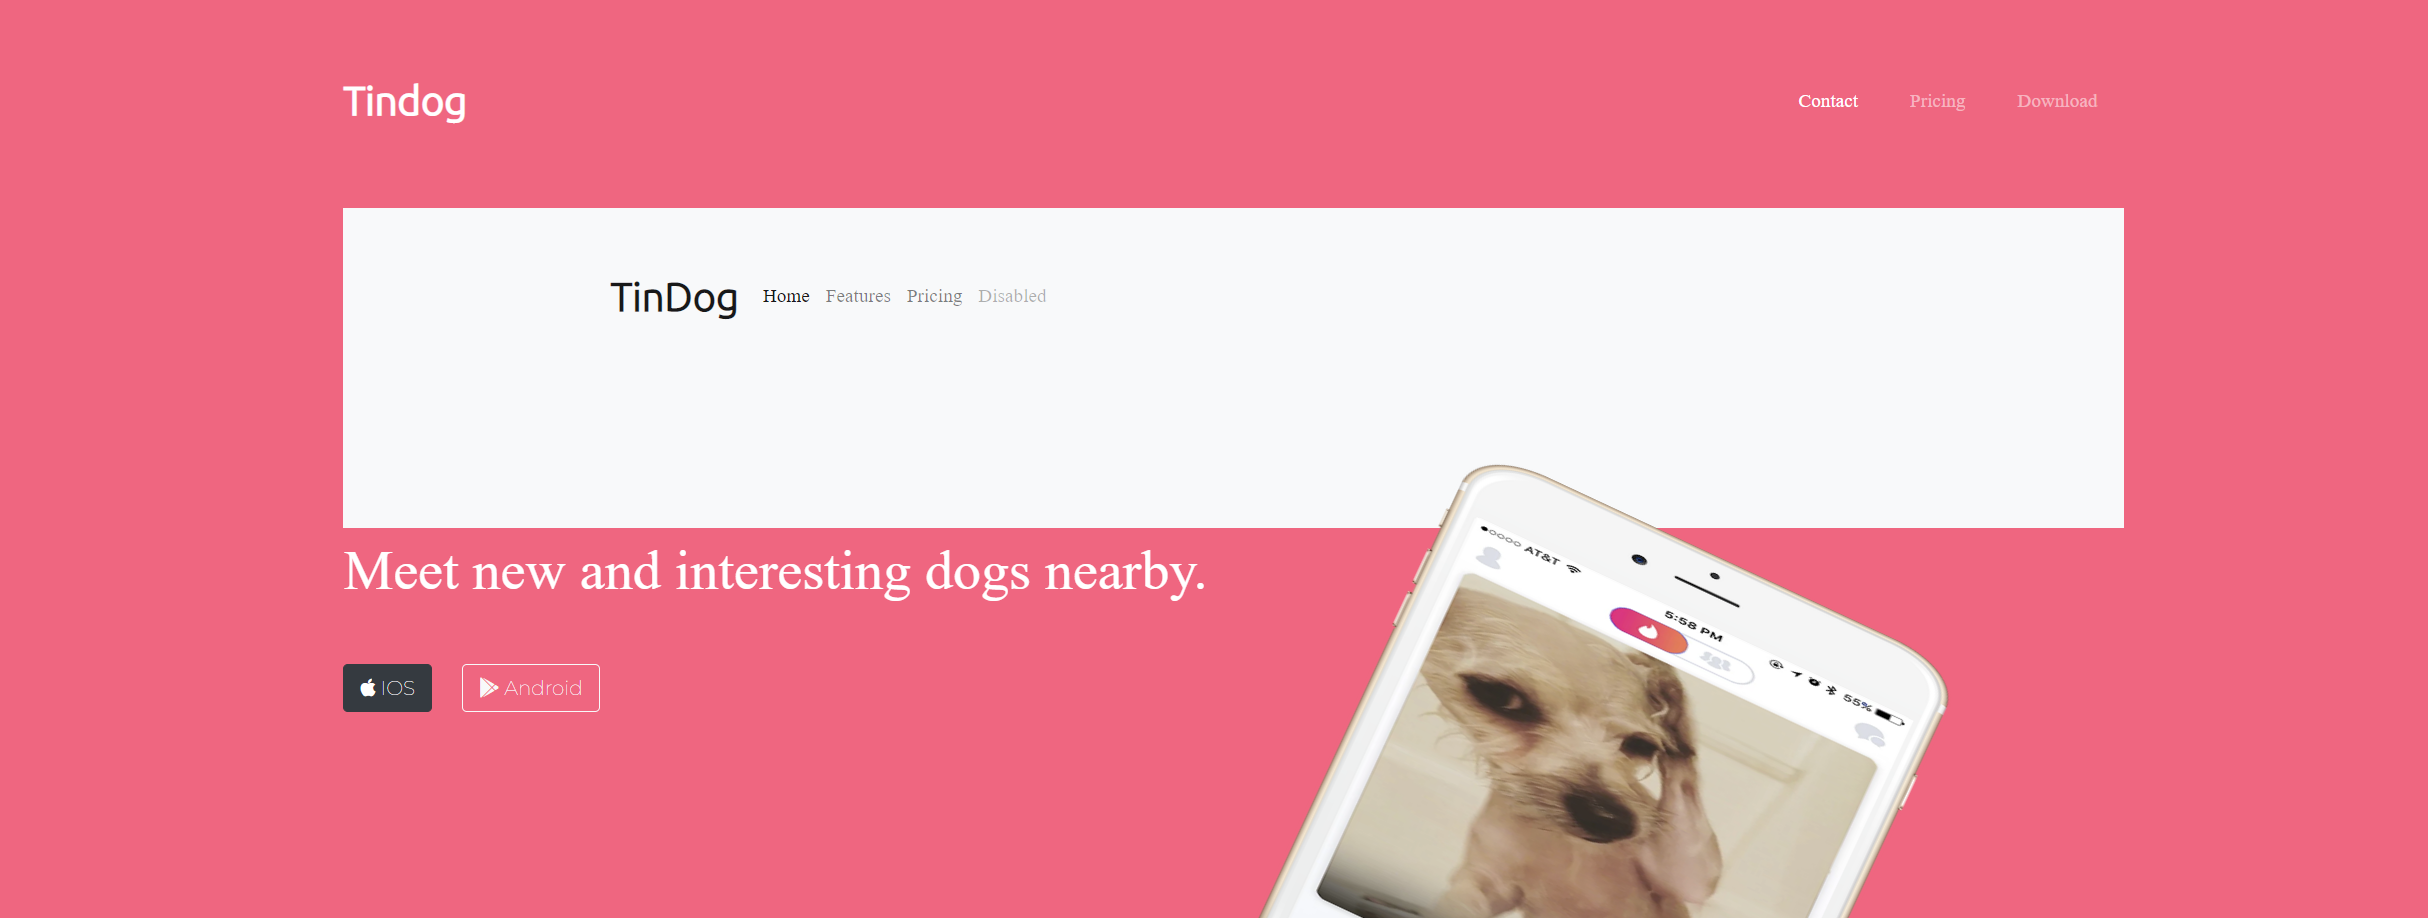 Tindog
Contact Pricing Download
TinDog Home Features Pricing Disabled
Meet new and interesting dogs nearby.
IOS Android
AT&T
5:58 PM
55%